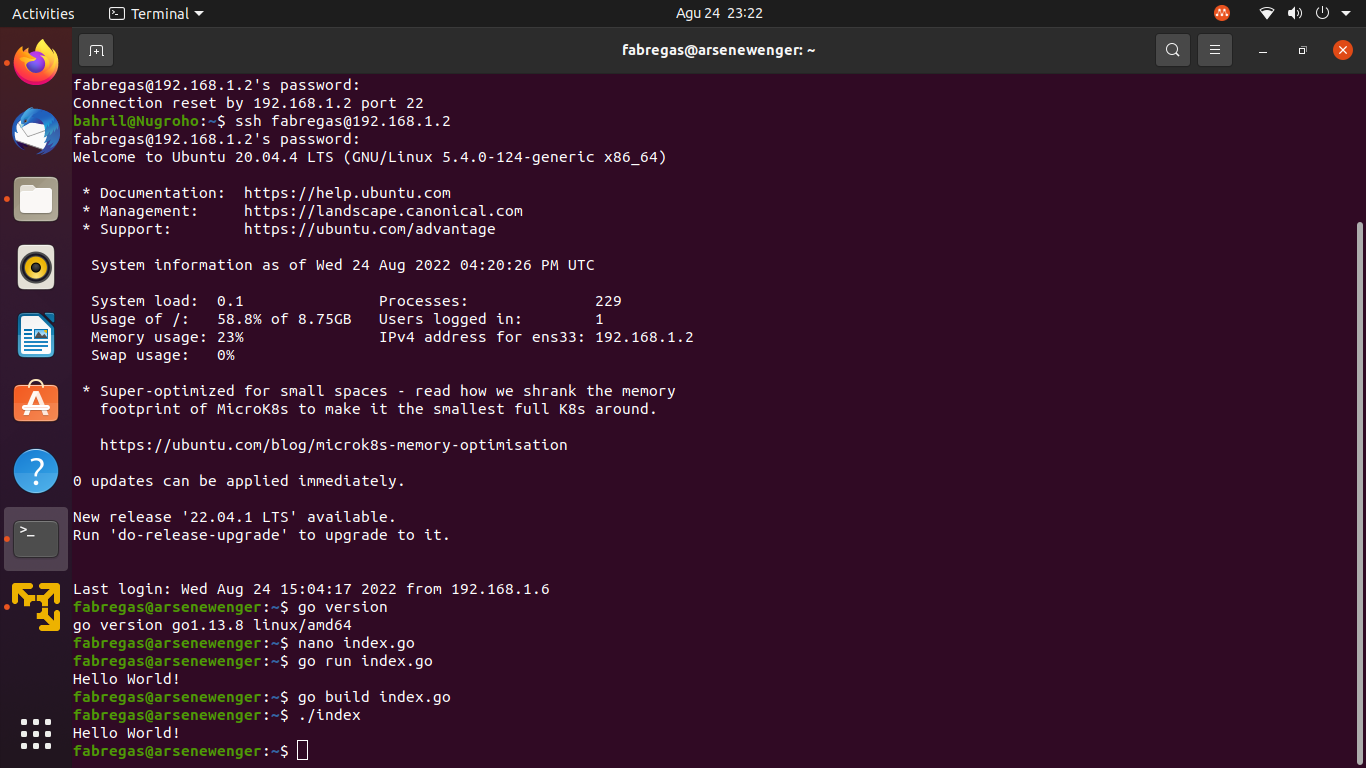 Activities
Terminal
Agu 24 23:22
fabregas@arsenewenger: ~
fabregas@192.168.1.2's password:
Connection reset by 192.168.1.2 port 22
bahril@Nugroho:~$ ssh fabregas@192.168.1.2
fabregas@192.168.1.2's password:
Welcome to Ubuntu 20.04.4 LTS (GNU/Linux 5.4.0-124-generic x86_64)
* Documentation:  https://help.ubuntu.com
* Management:     https://landscape.canonical.com
* Support:        https://ubuntu.com/advantage
System information as of Wed 24 Aug 2022 04:20:26 PM UTC
System load:  0.1               Processes:              229
Usage of /:   58.8% of 8.75GB   Users logged in:        1
Memory usage: 23%               IPv4 address for ens33: 192.168.1.2
Swap usage:   0%
* Super-optimized for small spaces - read how we shrank the memory
footprint of MicroK8s to make it the smallest full K8s around.
https://ubuntu.com/blog/microk8s-memory-optimisation
0 updates can be applied immediately.
New release '22.04.1 LTS' available.
Run 'do-release-upgrade' to upgrade to it.
Last login: Wed Aug 24 15:04:17 2022 from 192.168.1.6
fabregas@arsenewenger:~$ go version
go version go1.13.8 linux/amd64
fabregas@arsenewenger:~$ nano index.go
fabregas@arsenewenger:~$ go run index.go
Hello World!
fabregas@arsenewenger:~$ go build index.go
fabregas@arsenewenger:~$ ./index
Hello World!
fabregas@arsenewenger:~$